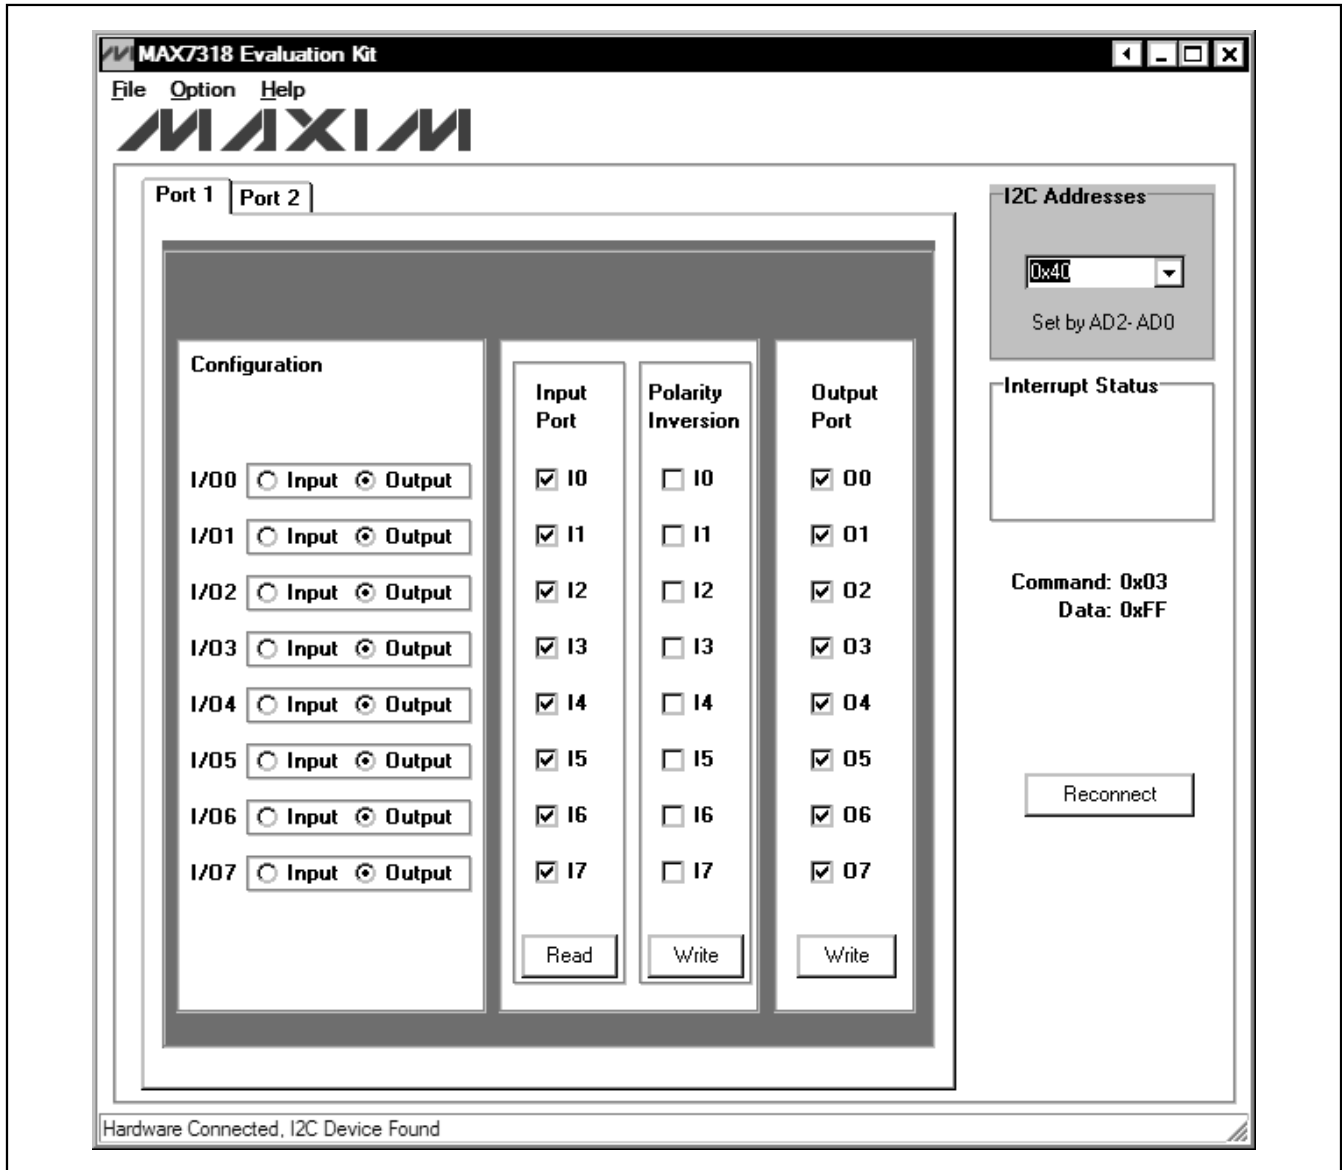 MAX7318 Evaluation Kit
File Option Help
MAXIM
Port 1 Port 2
Configuration
Input
Port
Polarity
Inversion
Output
Port
I/O0 Input Output I0 I0 O0
I/O1 Input Output I1 I1 O1
I/O2 Input Output I2 I2 O2
I/O3 Input Output I3 I3 O3
I/O4 Input Output I4 I4 O4
I/O5 Input Output I5 I5 O5
I/O6 Input Output I6 I6 O6
I/O7 Input Output I7 I7 O7
Read Write Write
I2C Addresses
0x40
Set by AD2- AD0
Interrupt Status
Command: 0x03
Data: 0xFF
Reconnect
Hardware Connected, I2C Device Found